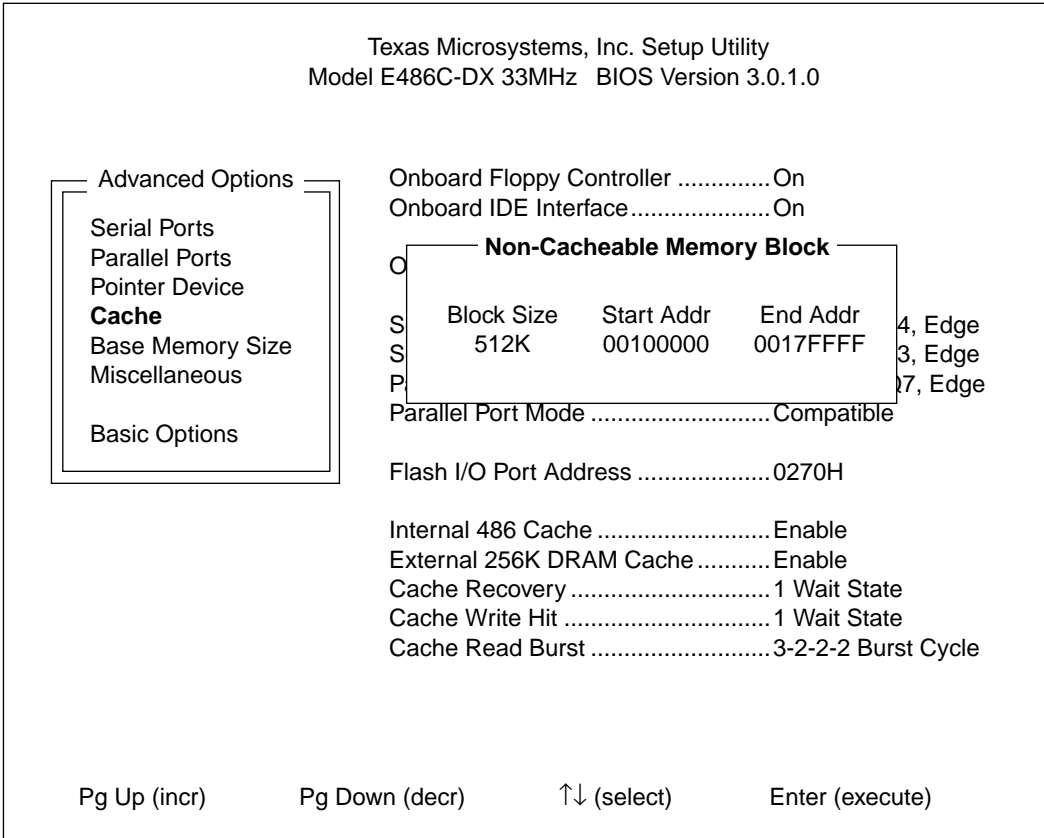 Texas Microsystems, Inc. Setup Utility
Model E486C-DX 33MHz BIOS Version 3.0.1.0
Advanced Options
Serial Ports
Parallel Ports
Pointer Device
Cache
Base Memory Size
Miscellaneous
Basic Options
Onboard Floppy Controller ..............On
Onboard IDE Interface.....................On
Non-Cacheable Memory Block
Block Size Start Addr End Addr
512K 00100000 0017FFFF
4, Edge
3, Edge
7, Edge
Parallel Port Mode ...........................Compatible
Flash I/O Port Address ....................0270H
Internal 486 Cache ..........................Enable
External 256K DRAM Cache...........Enable
Cache Recovery ..............................1 Wait State
Cache Write Hit ...............................1 Wait State
Cache Read Burst ...........................3-2-2-2 Burst Cycle
Pg Up (incr) Pg Down (decr) ↑↓ (select) Enter (execute)